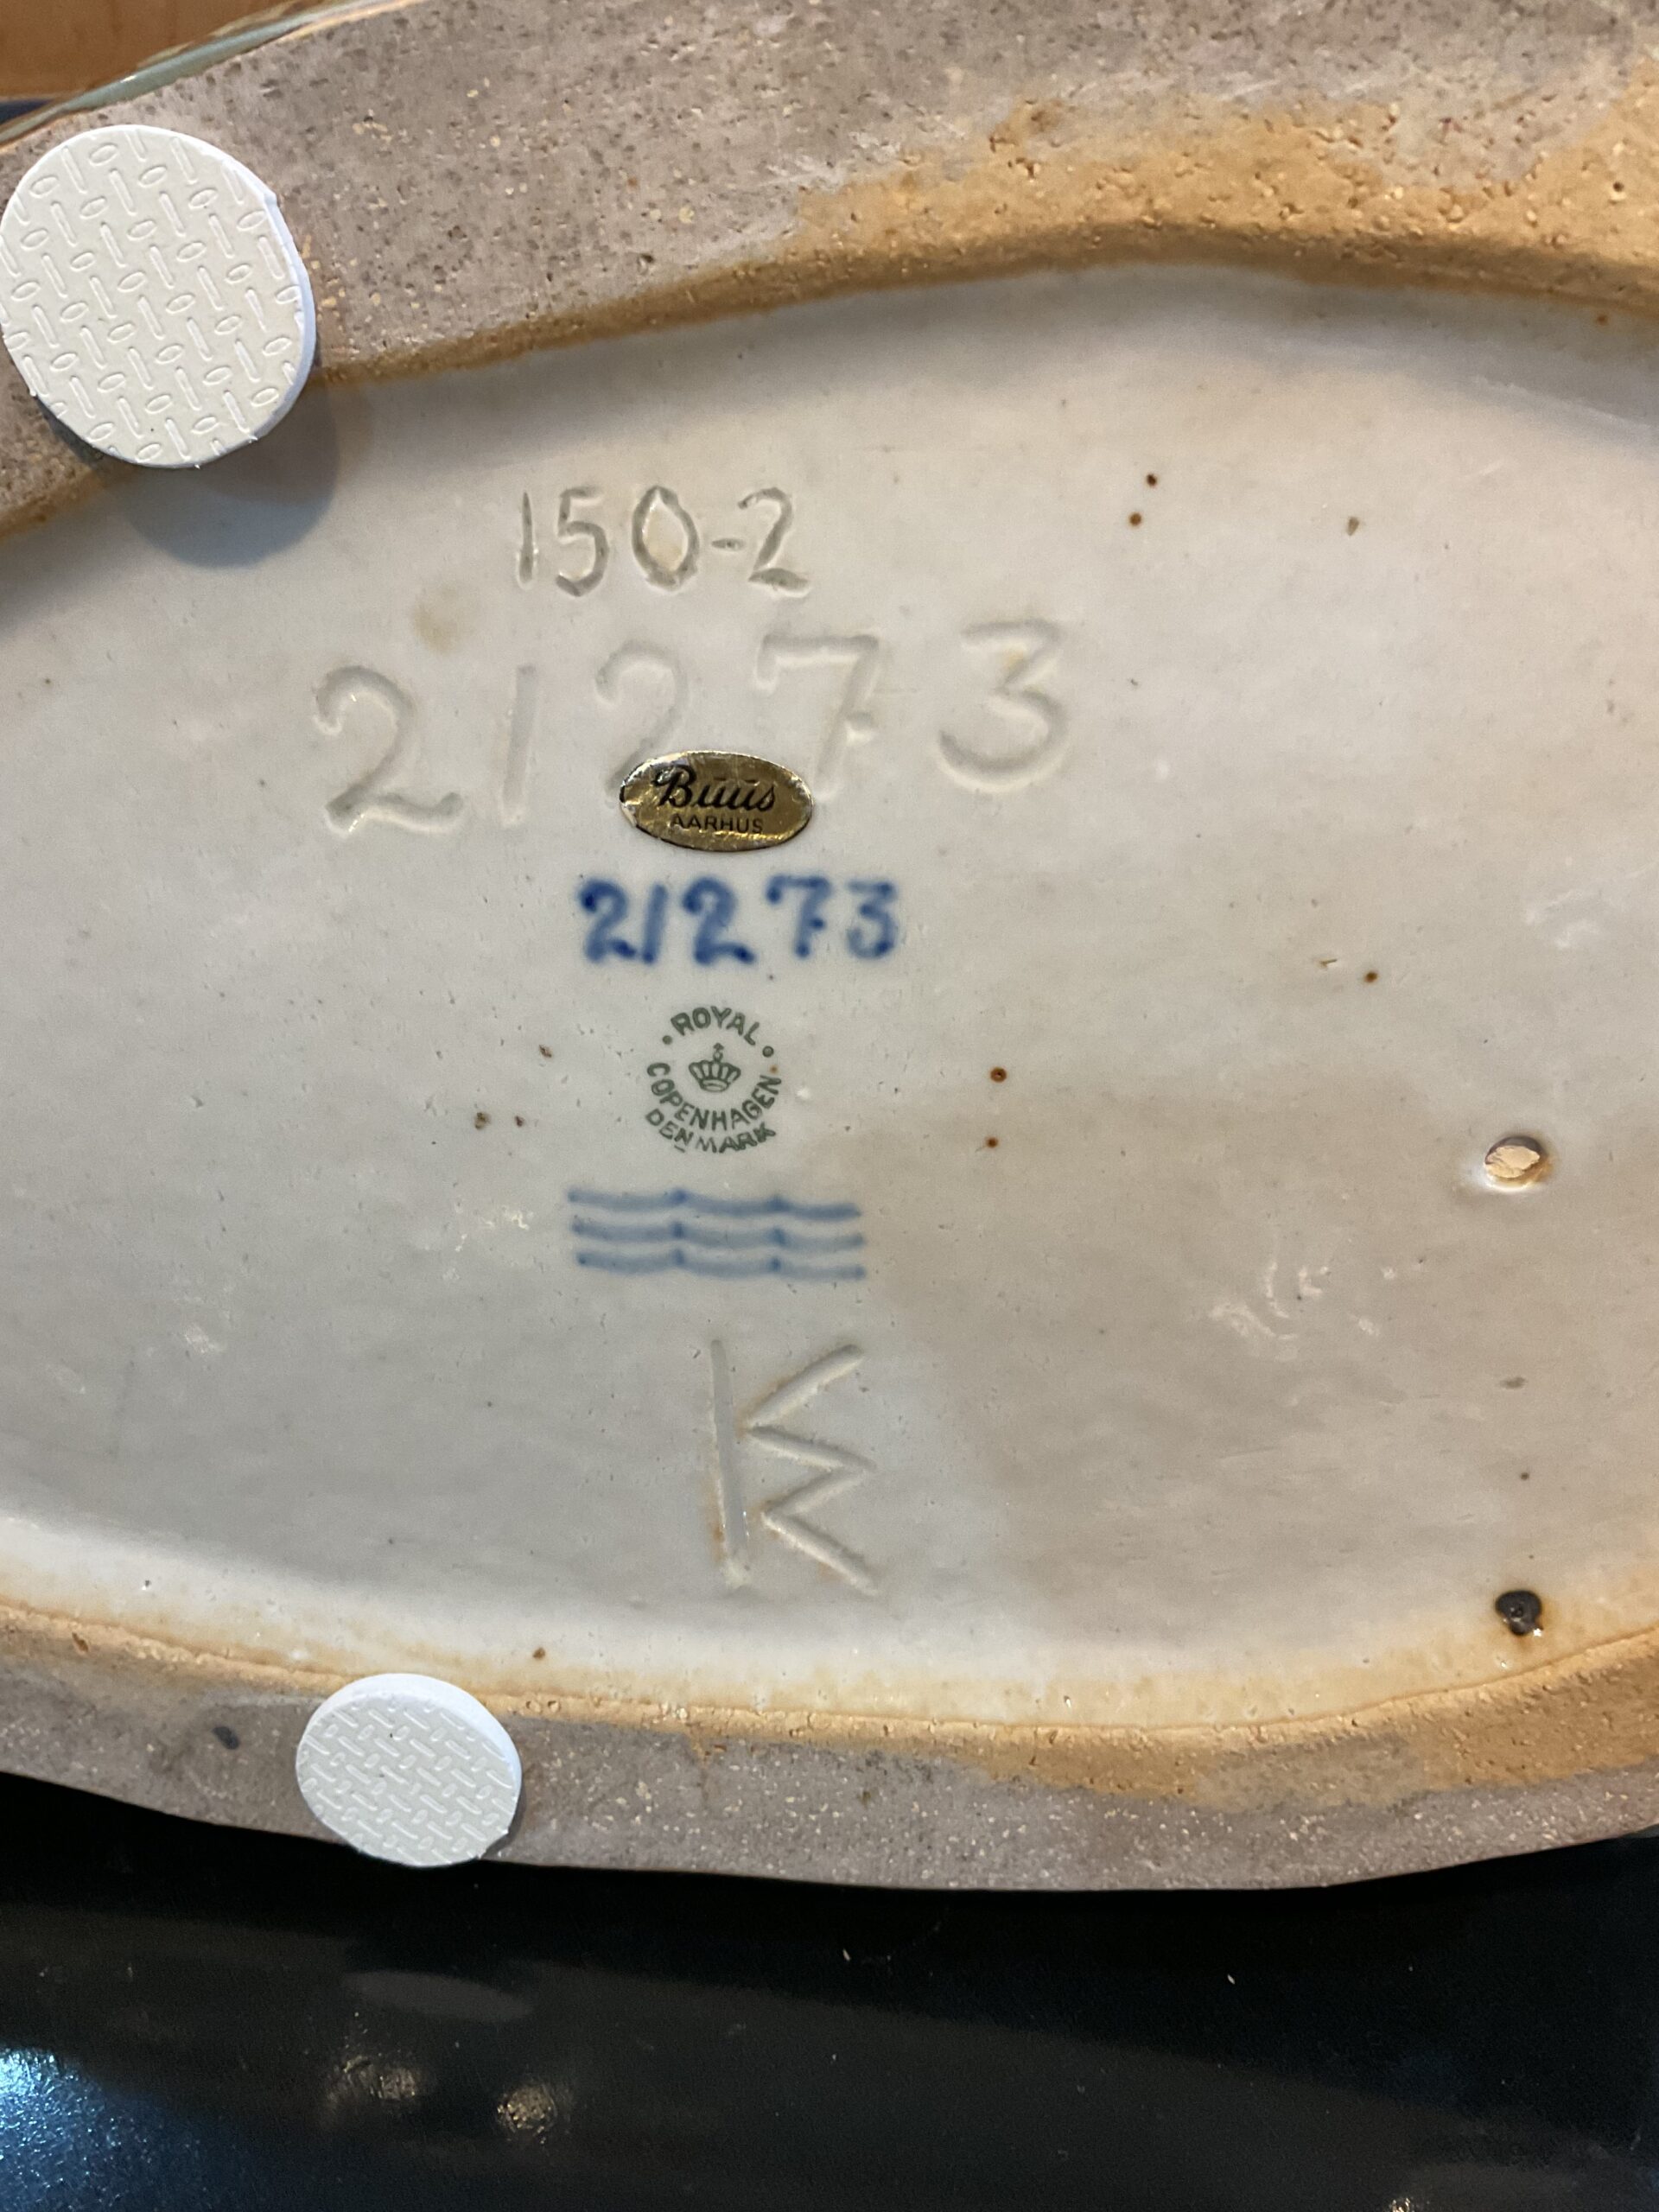 150-2
21273
Buus
AARHUS
21273
ROYAL
COPENHAGEN
DENMARK